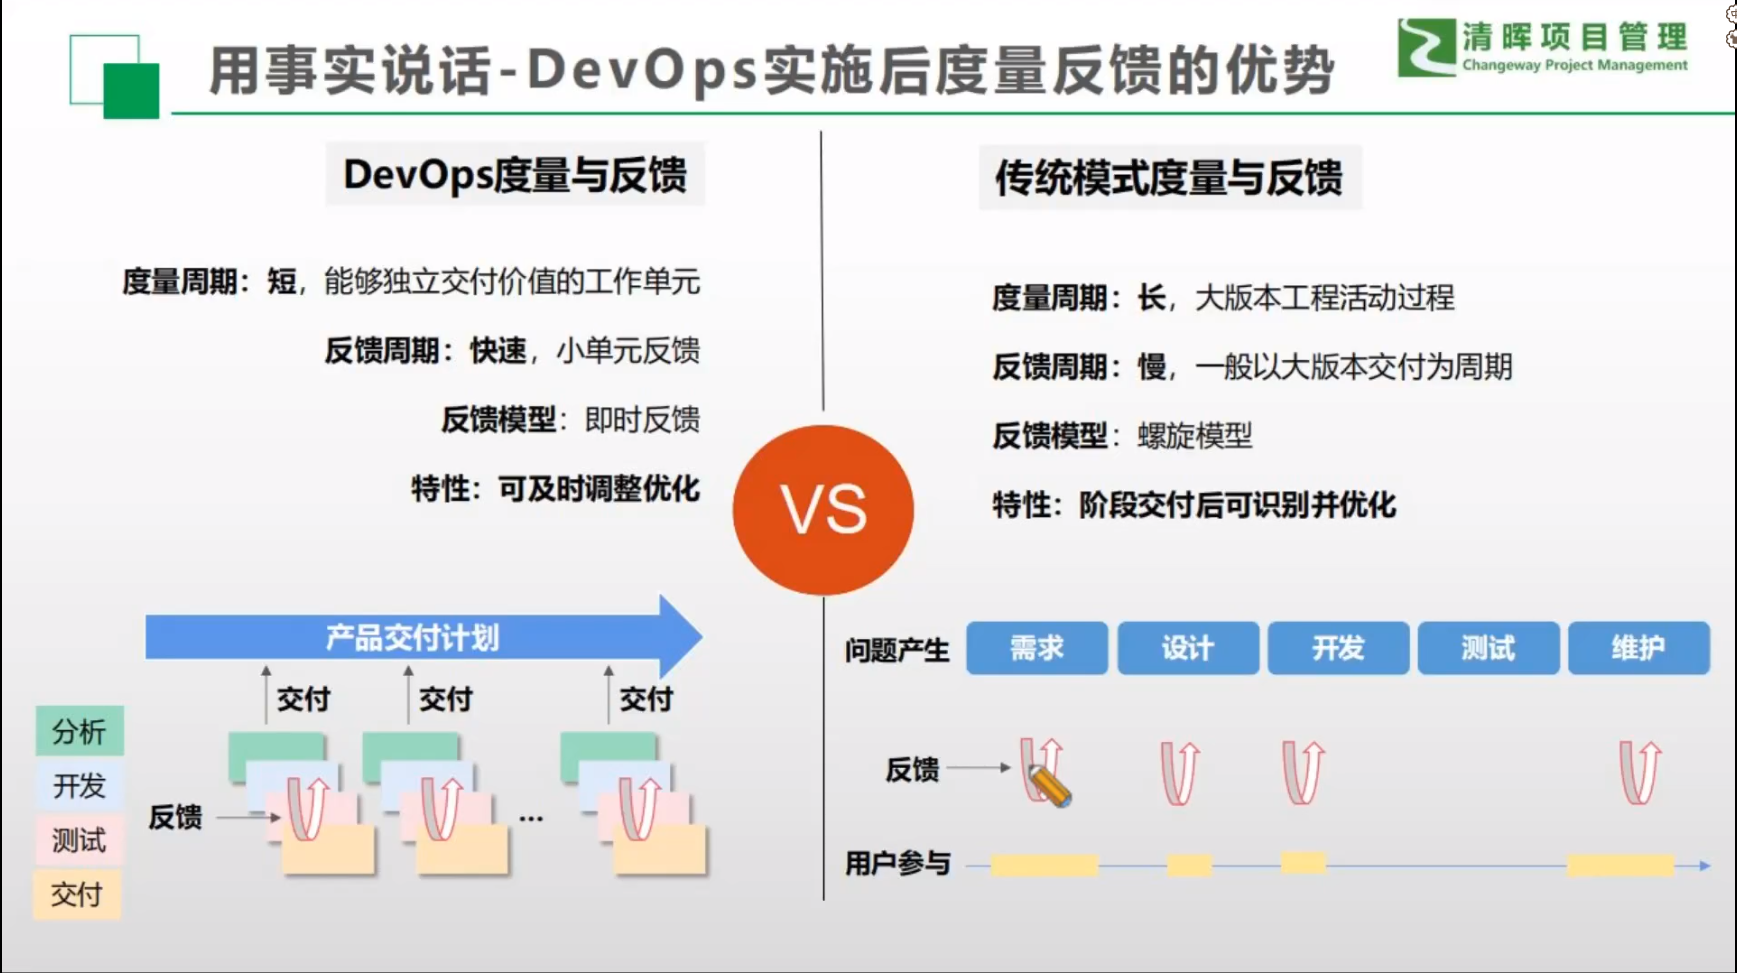 用事实说话-DevOps实施后度量反馈的优势
清晖项目管理
Changeway Project Management
DevOps度量与反馈
度量周期：短，能够独立交付价值的工作单元
反馈周期：快速，小单元反馈
反馈模型：即时反馈
特性：可及时调整优化
VS
传统模式度量与反馈
度量周期：长，大版本工程活动过程
反馈周期：慢，一般以大版本交付为周期
反馈模型：螺旋模型
特性：阶段交付后可识别并优化
产品交付计划
交付 交付 交付
分析
开发
测试
交付
反馈
...
问题产生 需求 设计 开发 测试 维护
反馈
用户参与